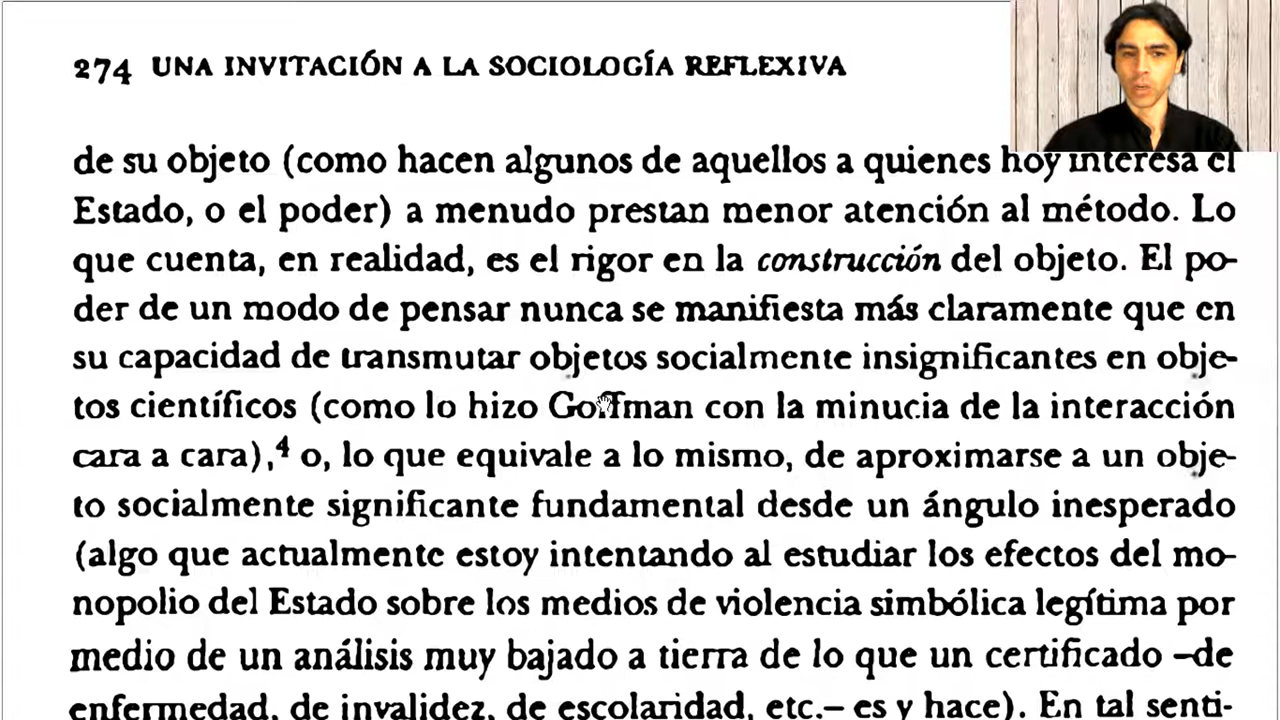 274 UNA INVITACIÓN A LA SOCIOLOGÍA REFLEXIVA
de su objeto (como hacen algunos de aquellos a quienes hoy interesa el
Estado, o el poder) a menudo prestan menor atención al método. Lo
que cuenta, en realidad, es el rigor en la construcción del objeto. El po-
der de un modo de pensar nunca se manifiesta más claramente que en
su capacidad de transmutar objetos socialmente insignificantes en obje-
tos científicos (como lo hizo Goffman con la minucia de la interacción
cara a cara),4 o, lo que equivale a lo mismo, de aproximarse a un obje-
to socialmente significante fundamental desde un ángulo inesperado
(algo que actualmente estoy intentando al estudiar los efectos del mo-
nopolio del Estado sobre los medios de violencia simbólica legítima por
medio de un análisis muy bajado a tierra de lo que un certificado –de
enfermedad, de invalidez, de escolaridad, etc.– es y hace). En tal senti-